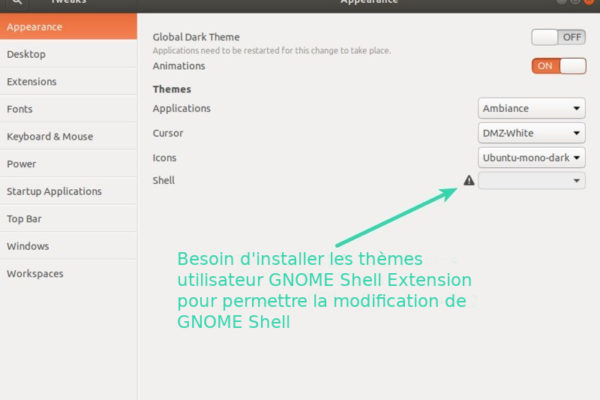 Tweaks Appearance
Appearance
Desktop
Extensions
Fonts
Keyboard & Mouse
Power
Startup Applications
Top Bar
Windows
Workspaces
Global Dark Theme OFF
Applications need to be restarted for this change to take place.
Animations ON
Themes
Applications Ambiance
Cursor DMZ-White
Icons Ubuntu-mono-dark
Shell
Besoin d'installer les thèmes
utilisateur GNOME Shell Extension
pour permettre la modification de
GNOME Shell